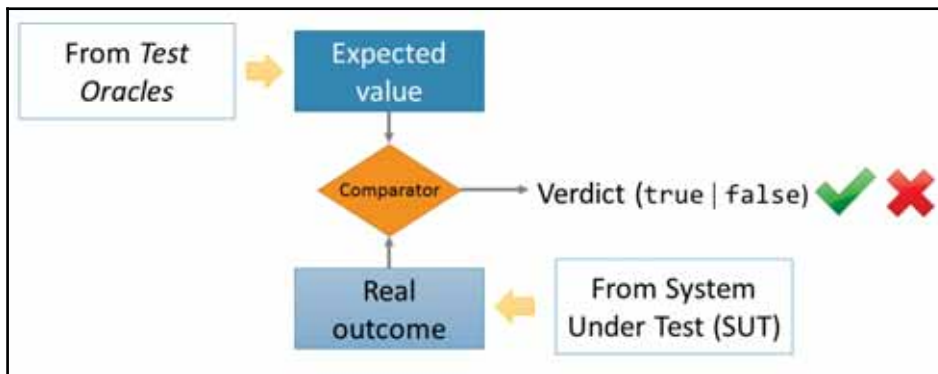 From Test
Oracles
Expected
value
Comparator
Verdict (true | false)
Real
outcome
From System
Under Test (SUT)